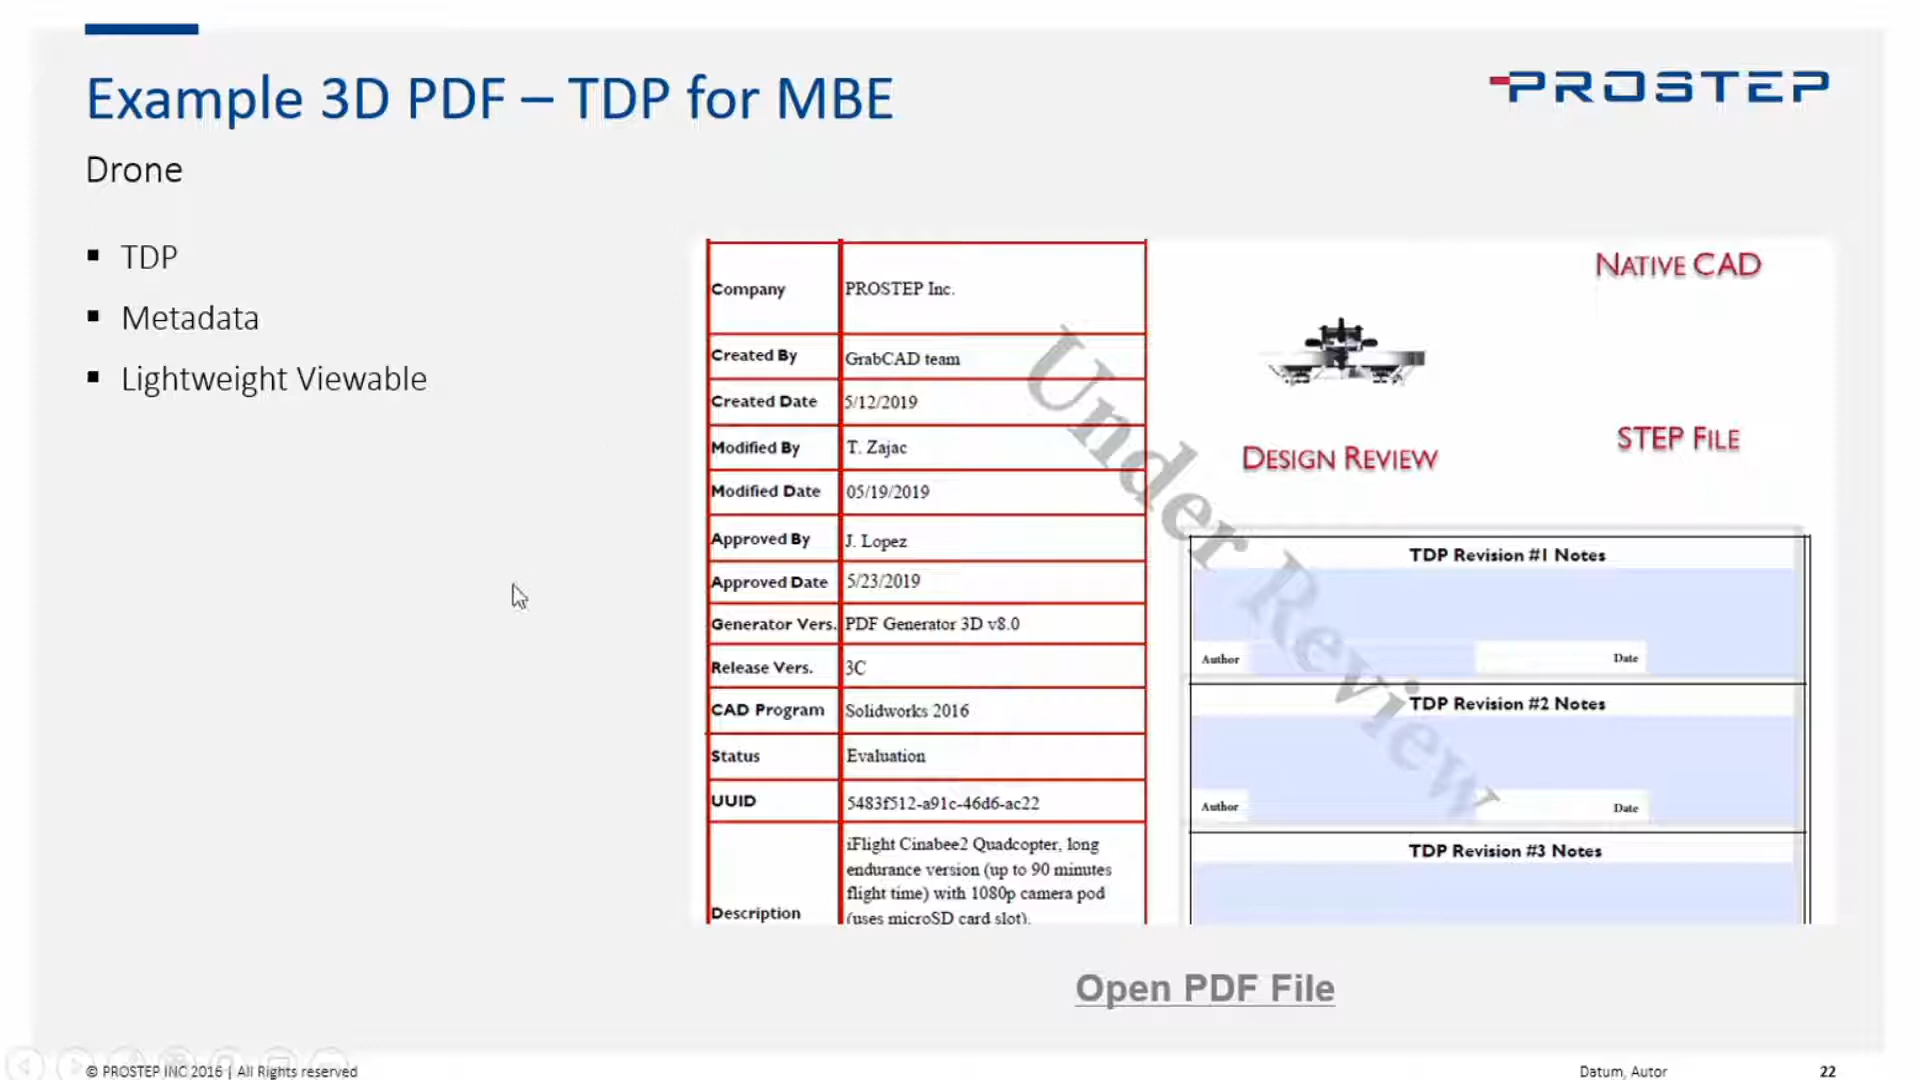 Example 3D PDF – TDP for MBE
PROSTEP
Drone
▪ TDP
▪ Metadata
▪ Lightweight Viewable
Company PROSTEP Inc.
Created By GrabCAD team
Created Date 5/12/2019
Modified By T. Zajac
Modified Date 05/19/2019
Approved By J. Lopez
Approved Date 5/23/2019
Generator Vers. PDF Generator 3D v8.0
Release Vers. 3C
CAD Program Solidworks 2016
Status Evaluation
UUID 5483f512-a91c-46d6-ac22
Description iFlight Cinabee2 Quadcopter, long
endurance version (up to 90 minutes
flight time) with 1080p camera pod
(uses microSD card slot).
Under Review
NATIVE CAD
DESIGN REVIEW
STEP FILE
TDP Revision #1 Notes
Author Date
TDP Revision #2 Notes
Author Date
TDP Revision #3 Notes
Open PDF File
© PROSTEP INC 2016 | All Rights reserved
Datum, Autor
22